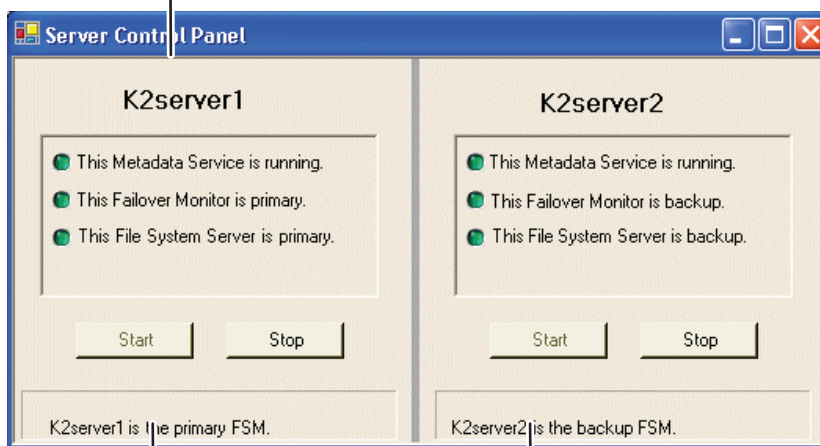 Server Control Panel
K2server1
This Metadata Service is running.
This Failover Monitor is primary.
This File System Server is primary.
Start
Stop
K2server1 is the primary FSM.
K2server2
This Metadata Service is running.
This Failover Monitor is backup.
This File System Server is backup.
Start
Stop
K2server2 is the backup FSM.